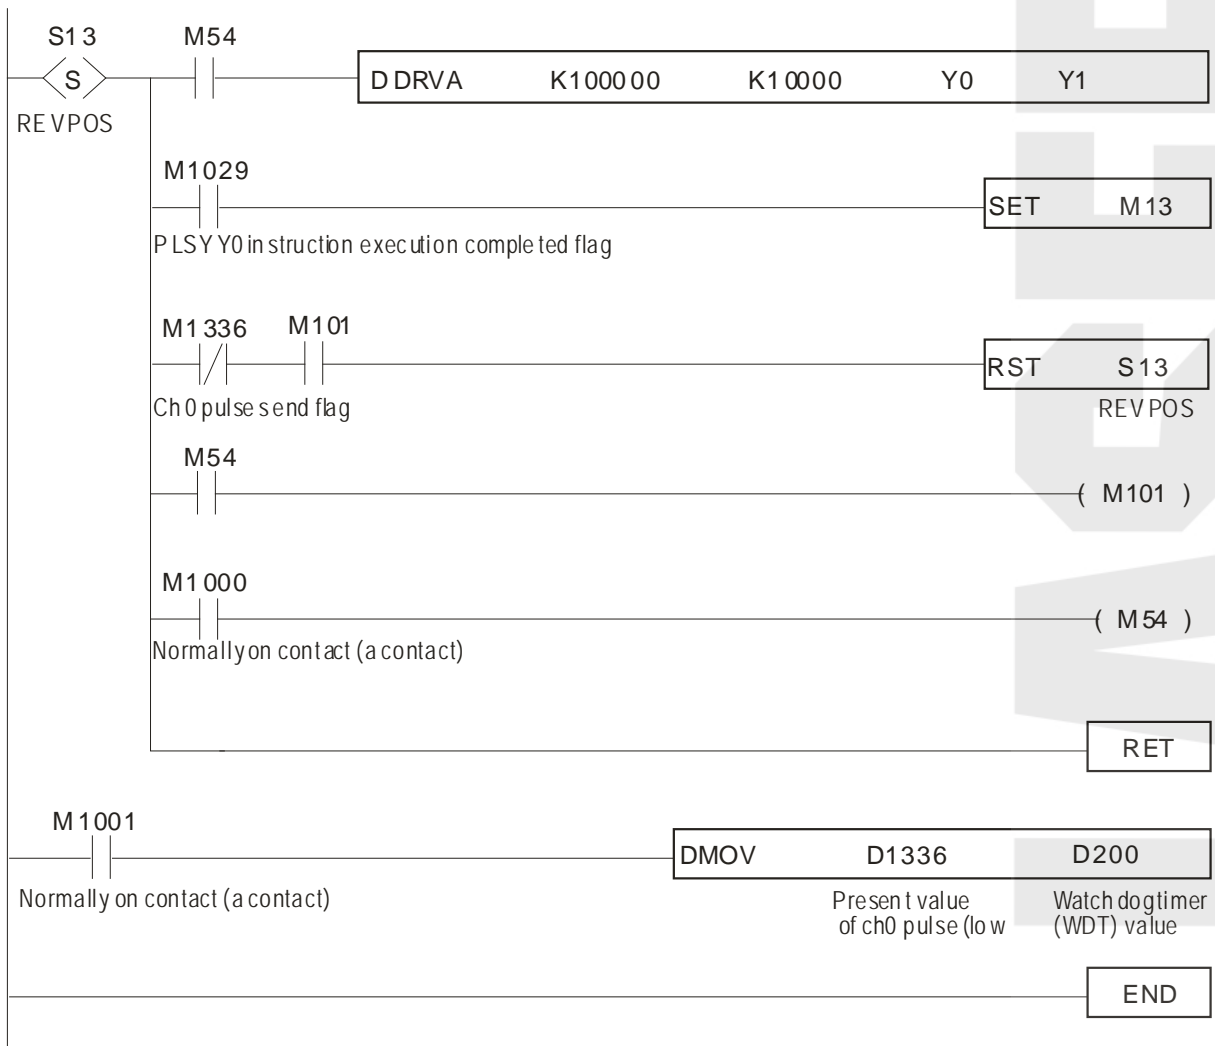 S13 M54
S
DDRVA K100000 K10000 Y0 Y1
REVPOS
M1029
SET M13
PLSY Y0 instruction execution completed flag
M1336 M101
RST S13
Ch0 pulse send flag
REVPOS
M54
( M101 )
M1000
( M54 )
Normally on contact (a contact)
RET
M1001
DMOV D1336 D200
Normally on contact (a contact)
Present value
of ch0 pulse (low
Watch dog timer
(WDT) value
END